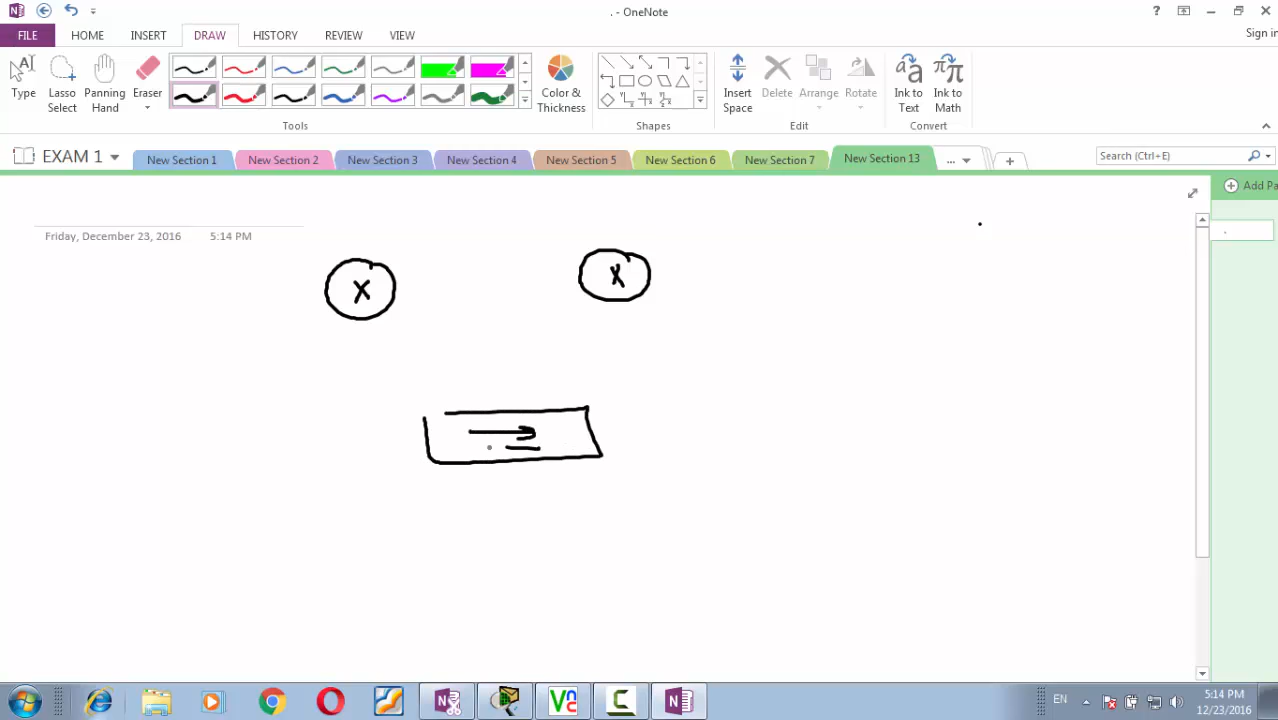 . - OneNote
?
FILE HOME INSERT DRAW HISTORY REVIEW VIEW
Sign in
Type
Lasso Select
Panning Hand
Eraser
Color & Thickness
Insert Space
Delete
Arrange
Rotate
Ink to Text
Ink to Math
Tools
Shapes
Edit
Convert
EXAM 1
New Section 1
New Section 2
New Section 3
New Section 4
New Section 5
New Section 6
New Section 7
New Section 13
...
Search (Ctrl+E)
Add Pa
Friday, December 23, 2016 5:14 PM
X
X
EN
5:14 PM
12/23/2016